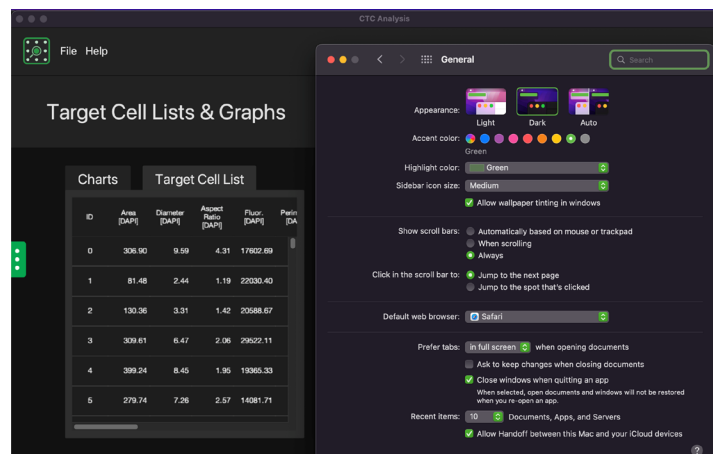 CTC Analysis
File Help
Target Cell Lists & Graphs
Charts Target Cell List
ID Area [DAPI] Diameter [DAPI] Aspect Ratio [DAPI] Fluor. [DAPI] Perin [DA
0 306.90 9.59 4.31 17602.69
1 81.48 2.44 1.19 22030.40
2 130.36 3.31 1.42 20588.67
3 309.61 6.47 2.06 29522.11
4 399.24 8.45 1.95 19365.33
5 279.74 7.26 2.57 14081.71
General
Search
Appearance:
Light Dark Auto
Accent color:
Green
Highlight color: Green
Sidebar icon size: Medium
Allow wallpaper tinting in windows
Show scroll bars: Automatically based on mouse or trackpad
When scrolling
Always
Click in the scroll bar to: Jump to the next page
Jump to the spot that's clicked
Default web browser: Safari
Prefer tabs: in full screen when opening documents
Ask to keep changes when closing documents
Close windows when quitting an app
When selected, open documents and windows will not be restored
when you re-open an app.
Recent items: 10 Documents, Apps, and Servers
Allow Handoff between this Mac and your iCloud devices
?